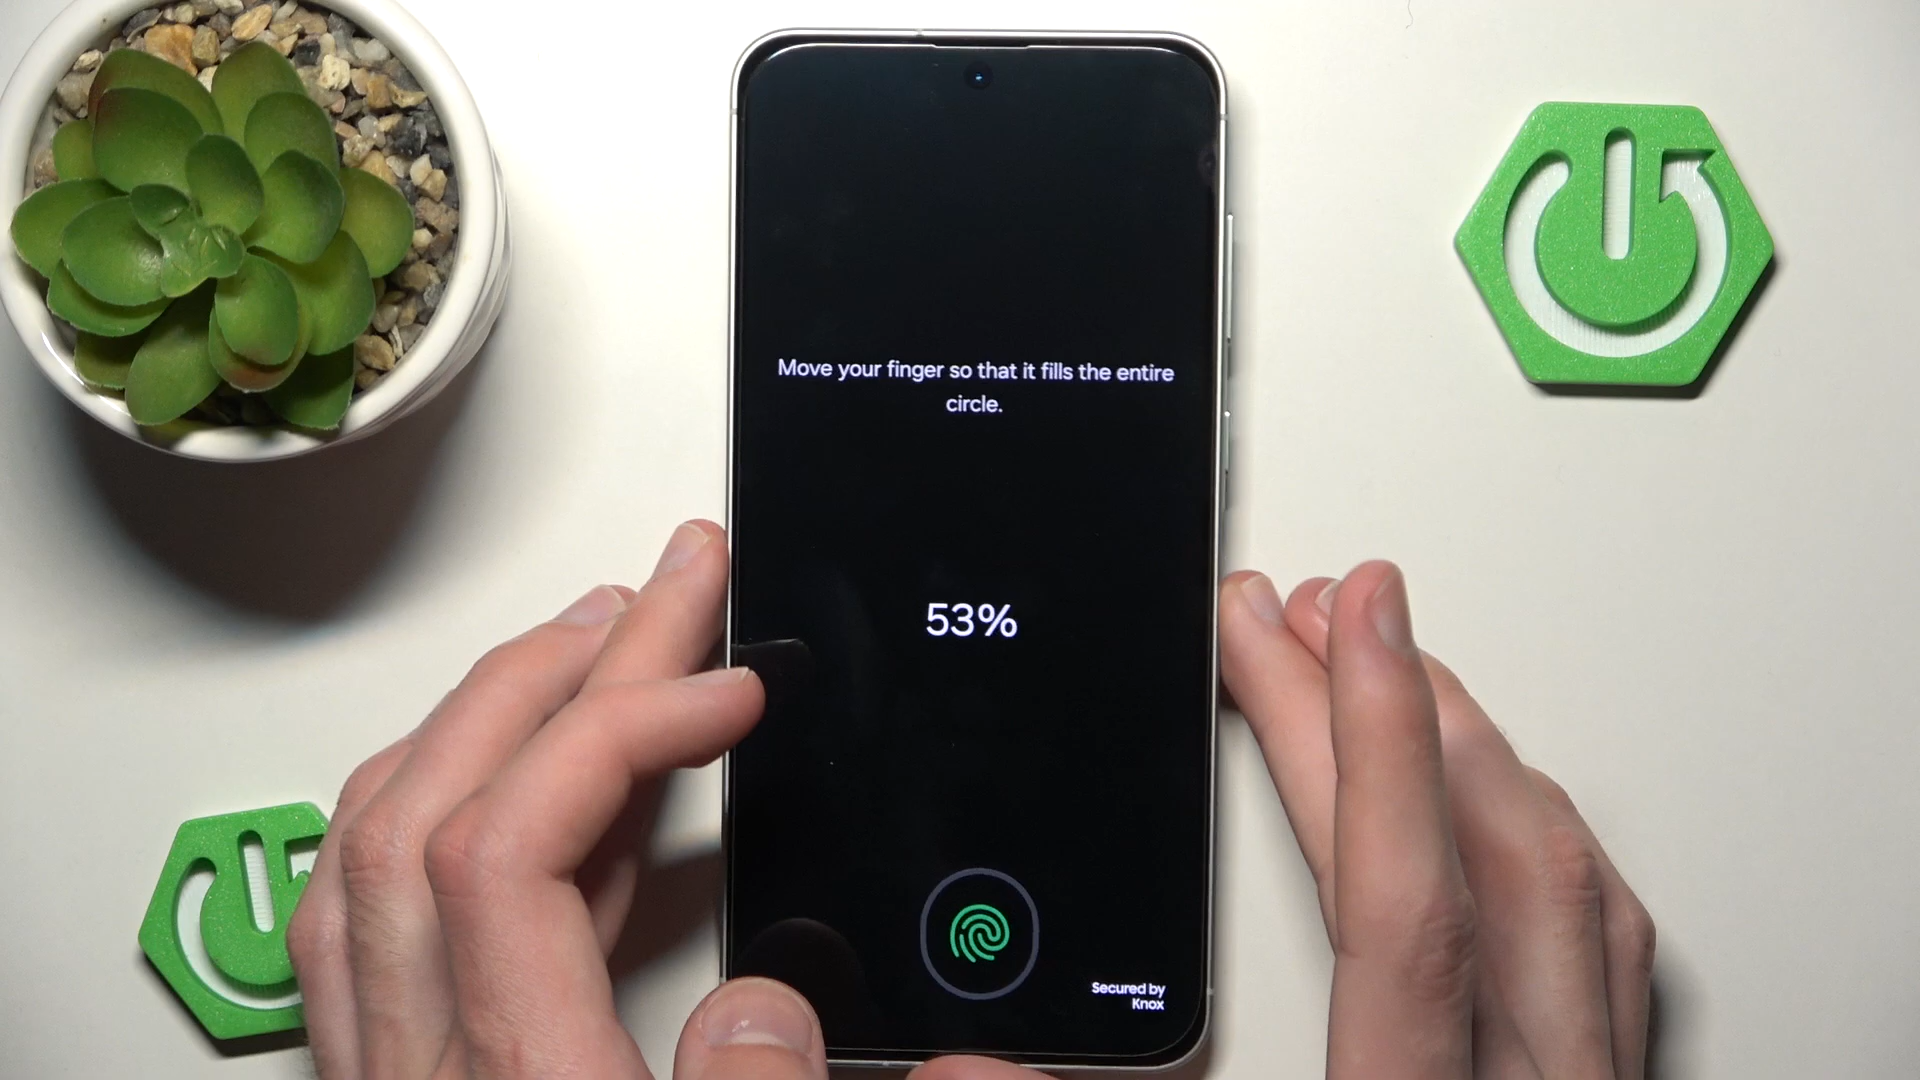 Move your finger so that it fills the entire
circle.
53%
Secured by
Knox